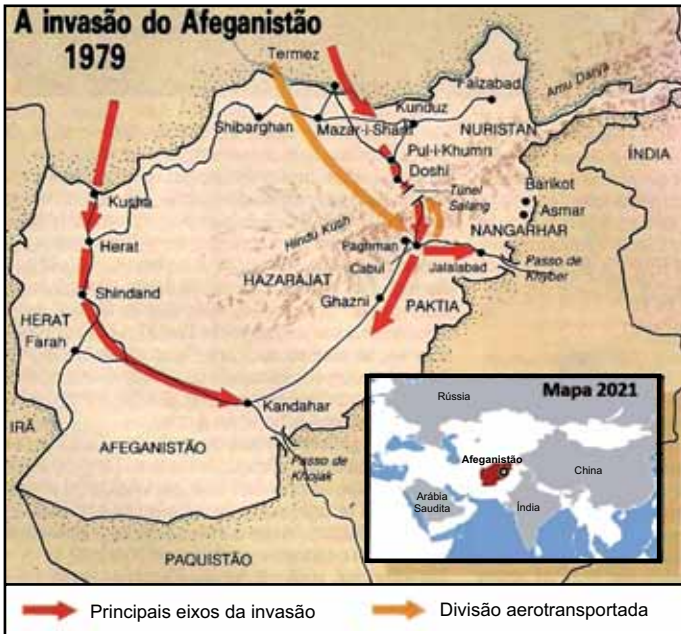 A invasão do Afeganistão
1979
Termez
Faizabad
Amu Darya
Kunduz
Shibarghan
Mazar-i-Sharif
NURISTAN
ÍNDIA
Pul-i-Khumri
Doshi
Kusha
Túnel
Salang
Barikot
Asmar
Hindu Kush
NANGARHAR
Herat
Paghman
Cabul
Jalalabad
Passo de
Khyber
HAZARAJAT
Shindand
Ghazni
PAKTIA
HERAT
Farah
Kandahar
IRÃ
AFEGANISTÃO
Passo de
Khojak
PAQUISTÃO
Mapa 2021
Rússia
Afeganistão
China
Arábia
Saudita
Índia
Principais eixos da invasão
Divisão aerotransportada